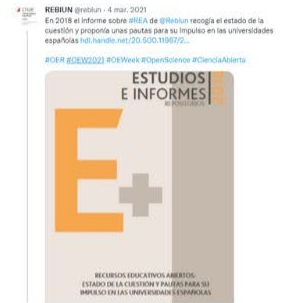 REBIUN @rebiun · 4 mar. 2021
En 2018 el Informe sobre #REA de @Rebiun recogía el estado de la
cuestión y proponía unas pautas para su Impulso en las universidades
españolas hdl.handle.net/20.500.11967/2...
#OER #OEW2021 #OEWeek #OpenScience #CienciaAbierta
ESTUDIOS
E INFORMES
E+
RECURSOS EDUCATIVOS ABIERTOS:
ESTADO DE LA CUESTIÓN Y PAUTAS PARA SU
IMPULSO EN LAS UNIVERSIDADES ESPAÑOLAS